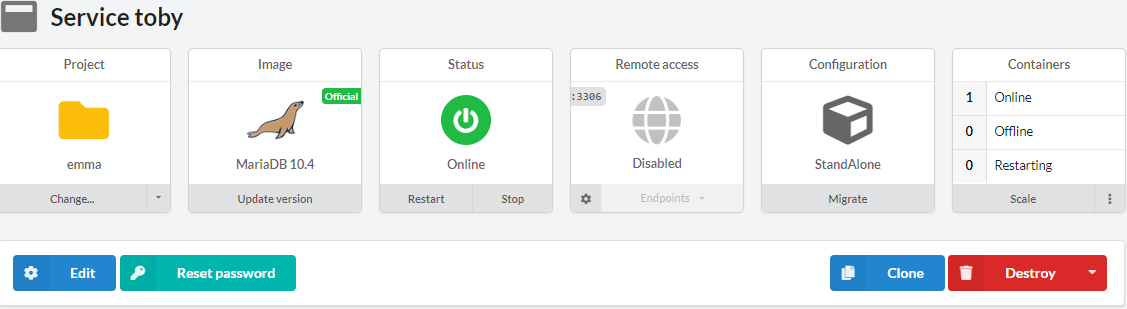 Service toby
Project
emma
Change...
Image
Official
MariaDB 10.4
Update version
Status
Online
Restart
Stop
Remote access
:3306
Disabled
Endpoints
Configuration
StandAlone
Migrate
Containers
1 Online
0 Offline
0 Restarting
Scale
Edit
Reset password
Clone
Destroy